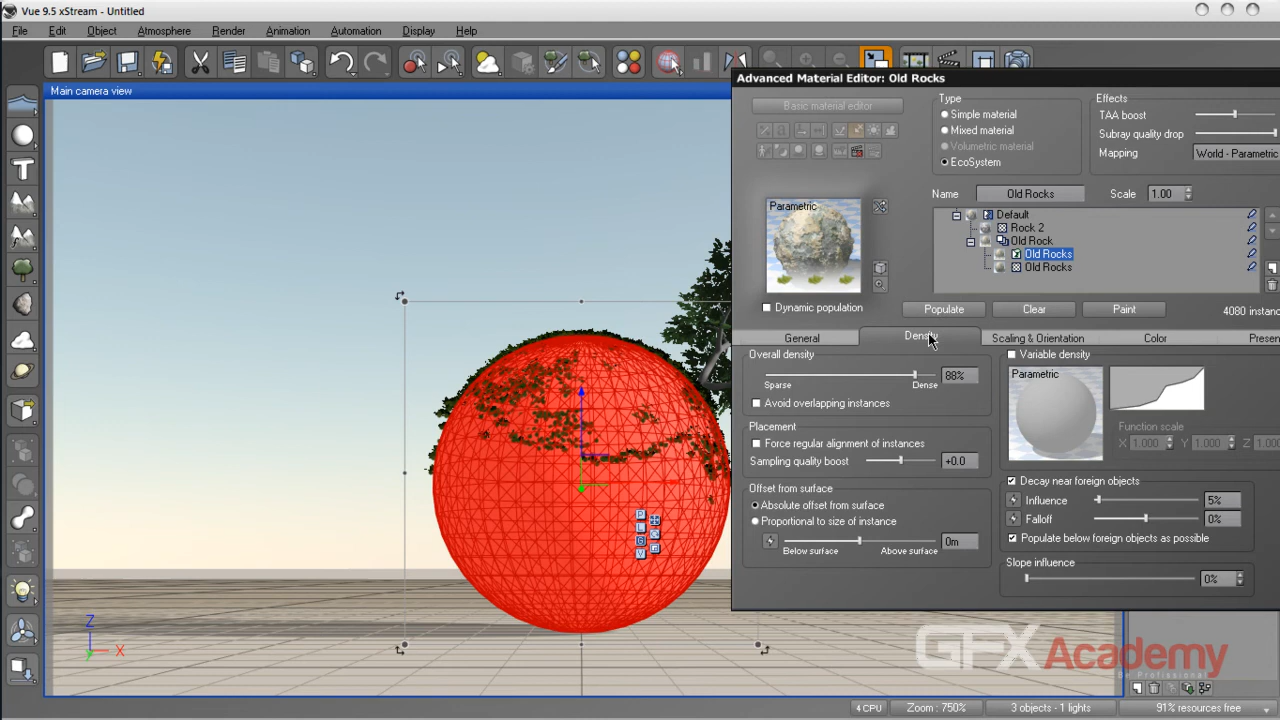 Vue 9.5 xStream - Untitled
File Edit Object Render Animation Automation Display Help
Main camera view
Advanced Material Editor: Old Rocks
Basic material editor
Type
Simple material
Mixed material
Volumetric material
EcoSystem
Effects
TAA boost
Subray quality drop
Mapping World - Parametric
Name Old Rocks Scale 1.00
Parametric
Default
Rock 2
Old Rock
Old Rocks
Old Rocks
Dynamic population Populate Clear Paint 4080 instanc
General Density Scaling & Orientation Color Presen
Overall density
88%
Sparse Dense
Avoid overlapping instances
Placement
Force regular alignment of instances
Sampling quality boost +0.0
Offset from surface
Absolute offset from surface
Proportional to size of instance
0m
Below surface Above surface
Variable density
Parametric
Function scale
X 1.000 Y 1.000 Z 1.000
Decay near foreign objects
Influence 5%
Falloff 0%
Populate below foreign objects as possible
Slope influence
0%
P
L
G
V
Z
X
GFXAcademy
Be Professional
4 CPU Zoom : 750% 3 objects - 1 lights 91% resources free